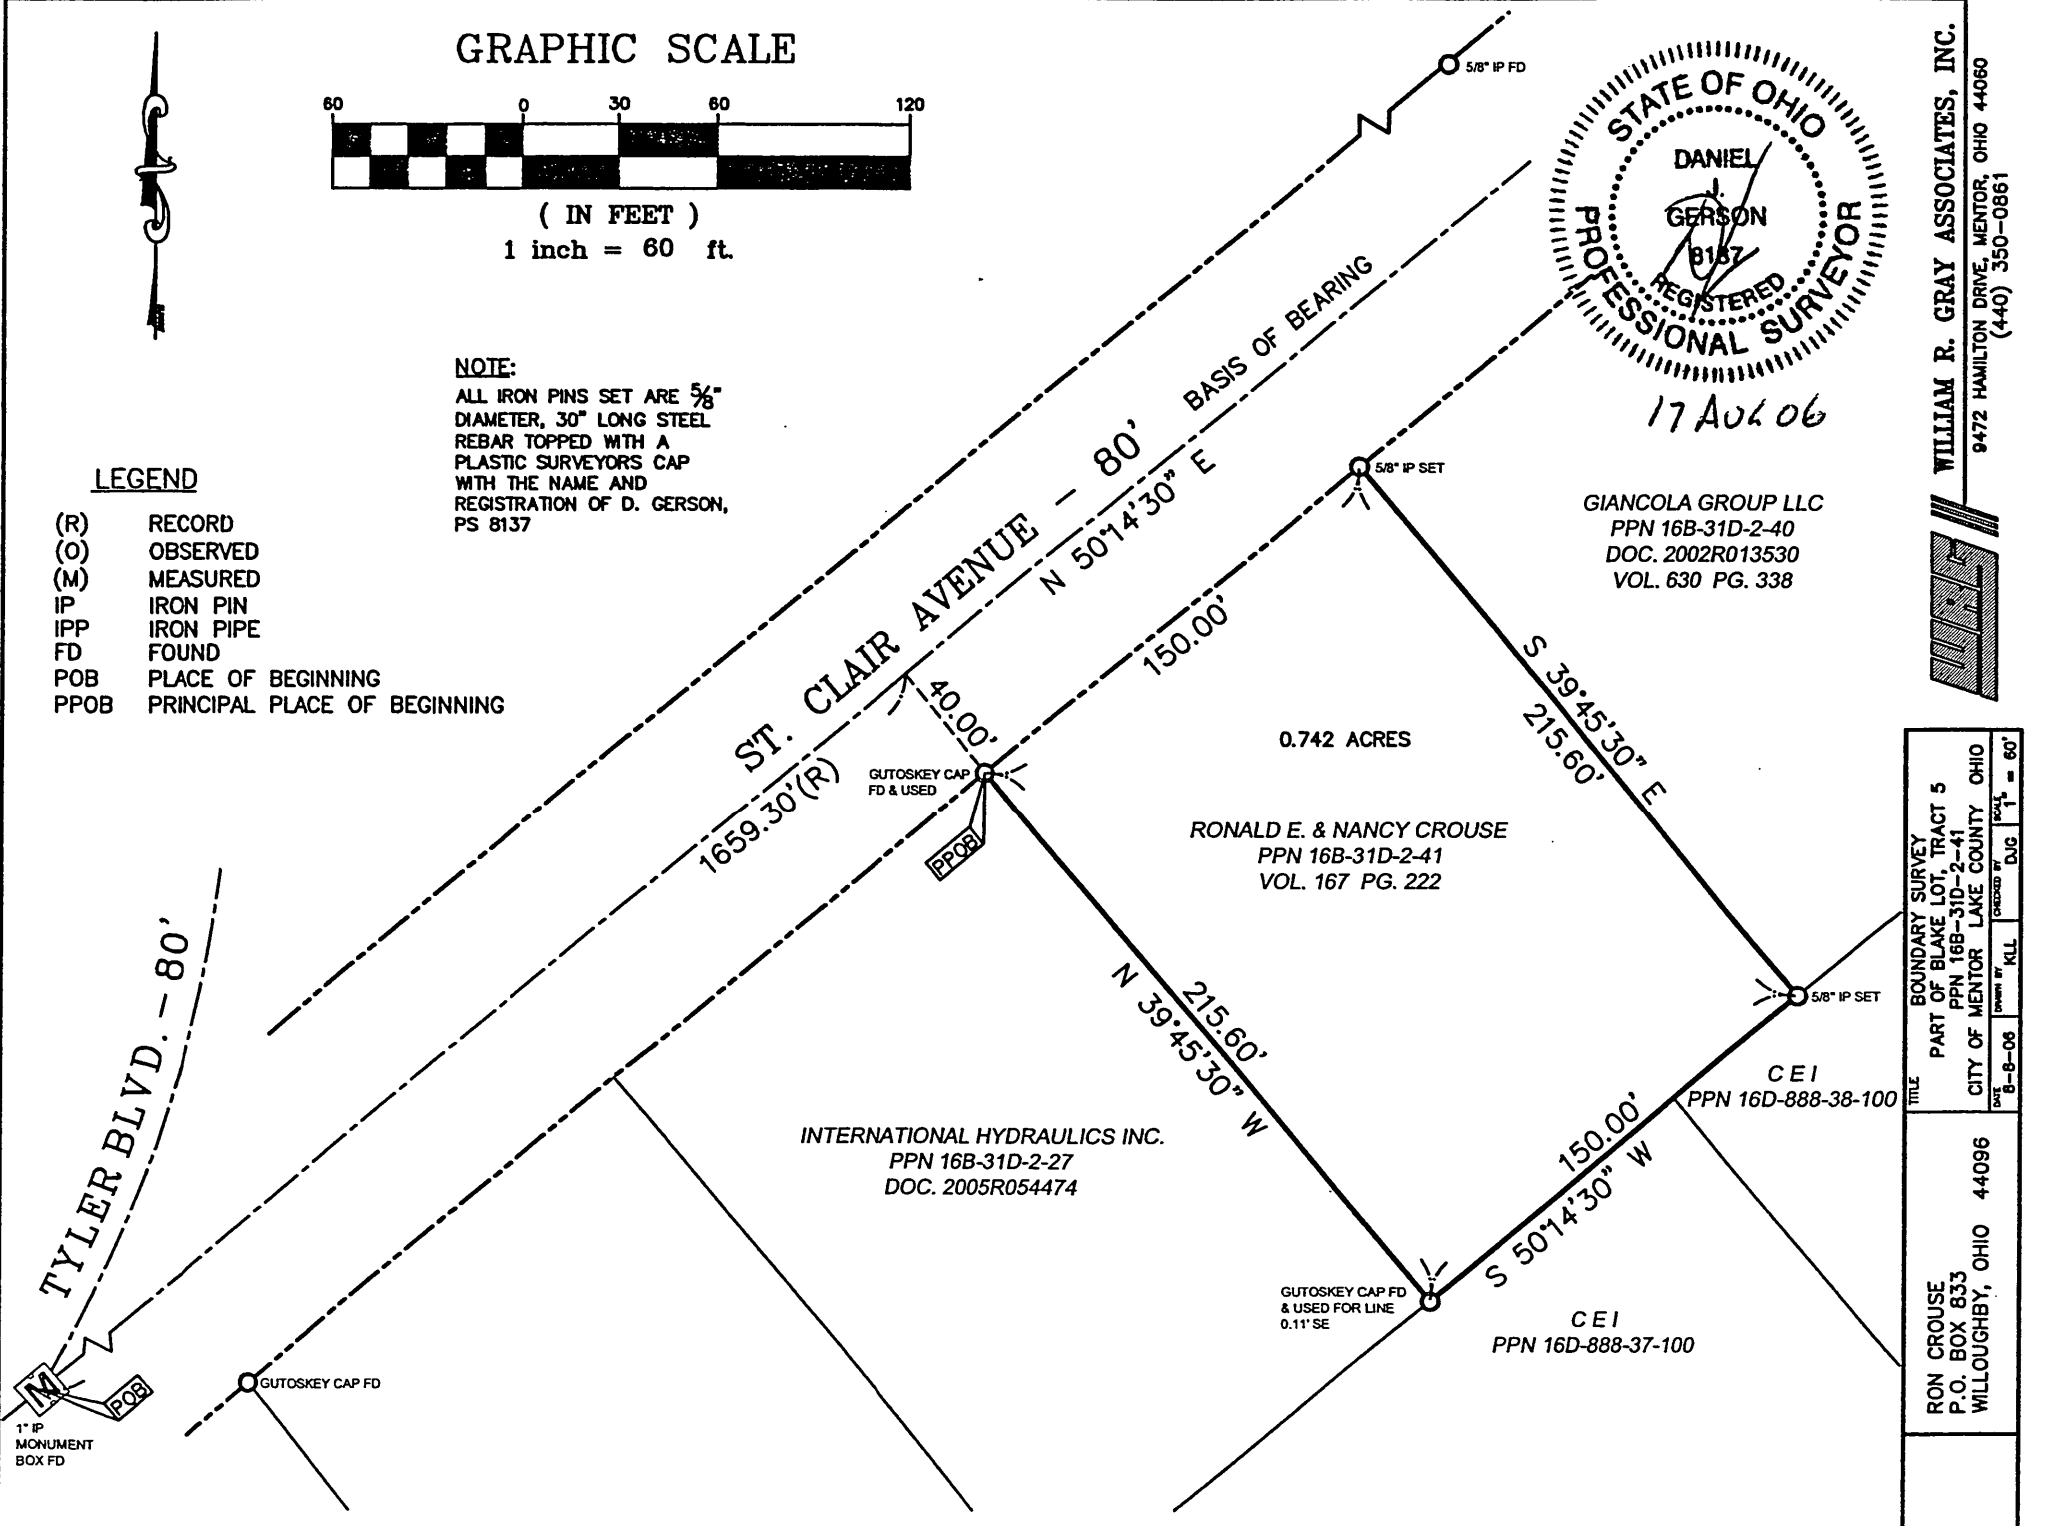 GRAPHIC SCALE
60 0 30 60 120
( IN FEET )
1 inch = 60 ft.
NOTE:
ALL IRON PINS SET ARE 5/8"
DIAMETER, 30" LONG STEEL
REBAR TOPPED WITH A
PLASTIC SURVEYORS CAP
WITH THE NAME AND
REGISTRATION OF D. GERSON,
PS 8137
LEGEND
(R) RECORD
(O) OBSERVED
(M) MEASURED
IP IRON PIN
IPP IRON PIPE
FD FOUND
POB PLACE OF BEGINNING
PPOB PRINCIPAL PLACE OF BEGINNING
5/8" IP FD
STATE OF OHIO
DANIEL
J.
GERSON
8137
REGISTERED
PROFESSIONAL SURVEYOR
17 AUG 06
BASIS OF BEARING
ST. CLAIR AVENUE - 80'
N 50°14'30" E
1659.30'(R)
40.00'
150.00'
5/8" IP SET
GIANCOLA GROUP LLC
PPN 16B-31D-2-40
DOC. 2002R013530
VOL. 630 PG. 338
S 39°45'30" E
215.60'
0.742 ACRES
GUTOSKEY CAP
FD & USED
PPOB
RONALD E. & NANCY CROUSE
PPN 16B-31D-2-41
VOL. 167 PG. 222
215.60'
N 39°45'30" W
5/8" IP SET
C E I
PPN 16D-888-38-100
150.00'
S 50°14'30" W
INTERNATIONAL HYDRAULICS INC.
PPN 16B-31D-2-27
DOC. 2005R054474
GUTOSKEY CAP FD
& USED FOR LINE
0.11' SE
C E I
PPN 16D-888-37-100
TYLER BLVD. - 80'
M
POB
1" IP
MONUMENT
BOX FD
GUTOSKEY CAP FD
WILLIAM R. GRAY ASSOCIATES, INC.
9472 HAMILTON DRIVE, MENTOR, OHIO 44060
(440) 350-0861
TITLE
BOUNDARY SURVEY
PART OF BLAKE LOT, TRACT 5
PPN 16B-31D-2-41
CITY OF MENTOR LAKE COUNTY OHIO
DATE 8-8-06 DRAWN BY KLL CHECKED BY DJG SCALE 1" = 60'
RON CROUSE
P.O. BOX 833
WILLOUGHBY, OHIO 44096